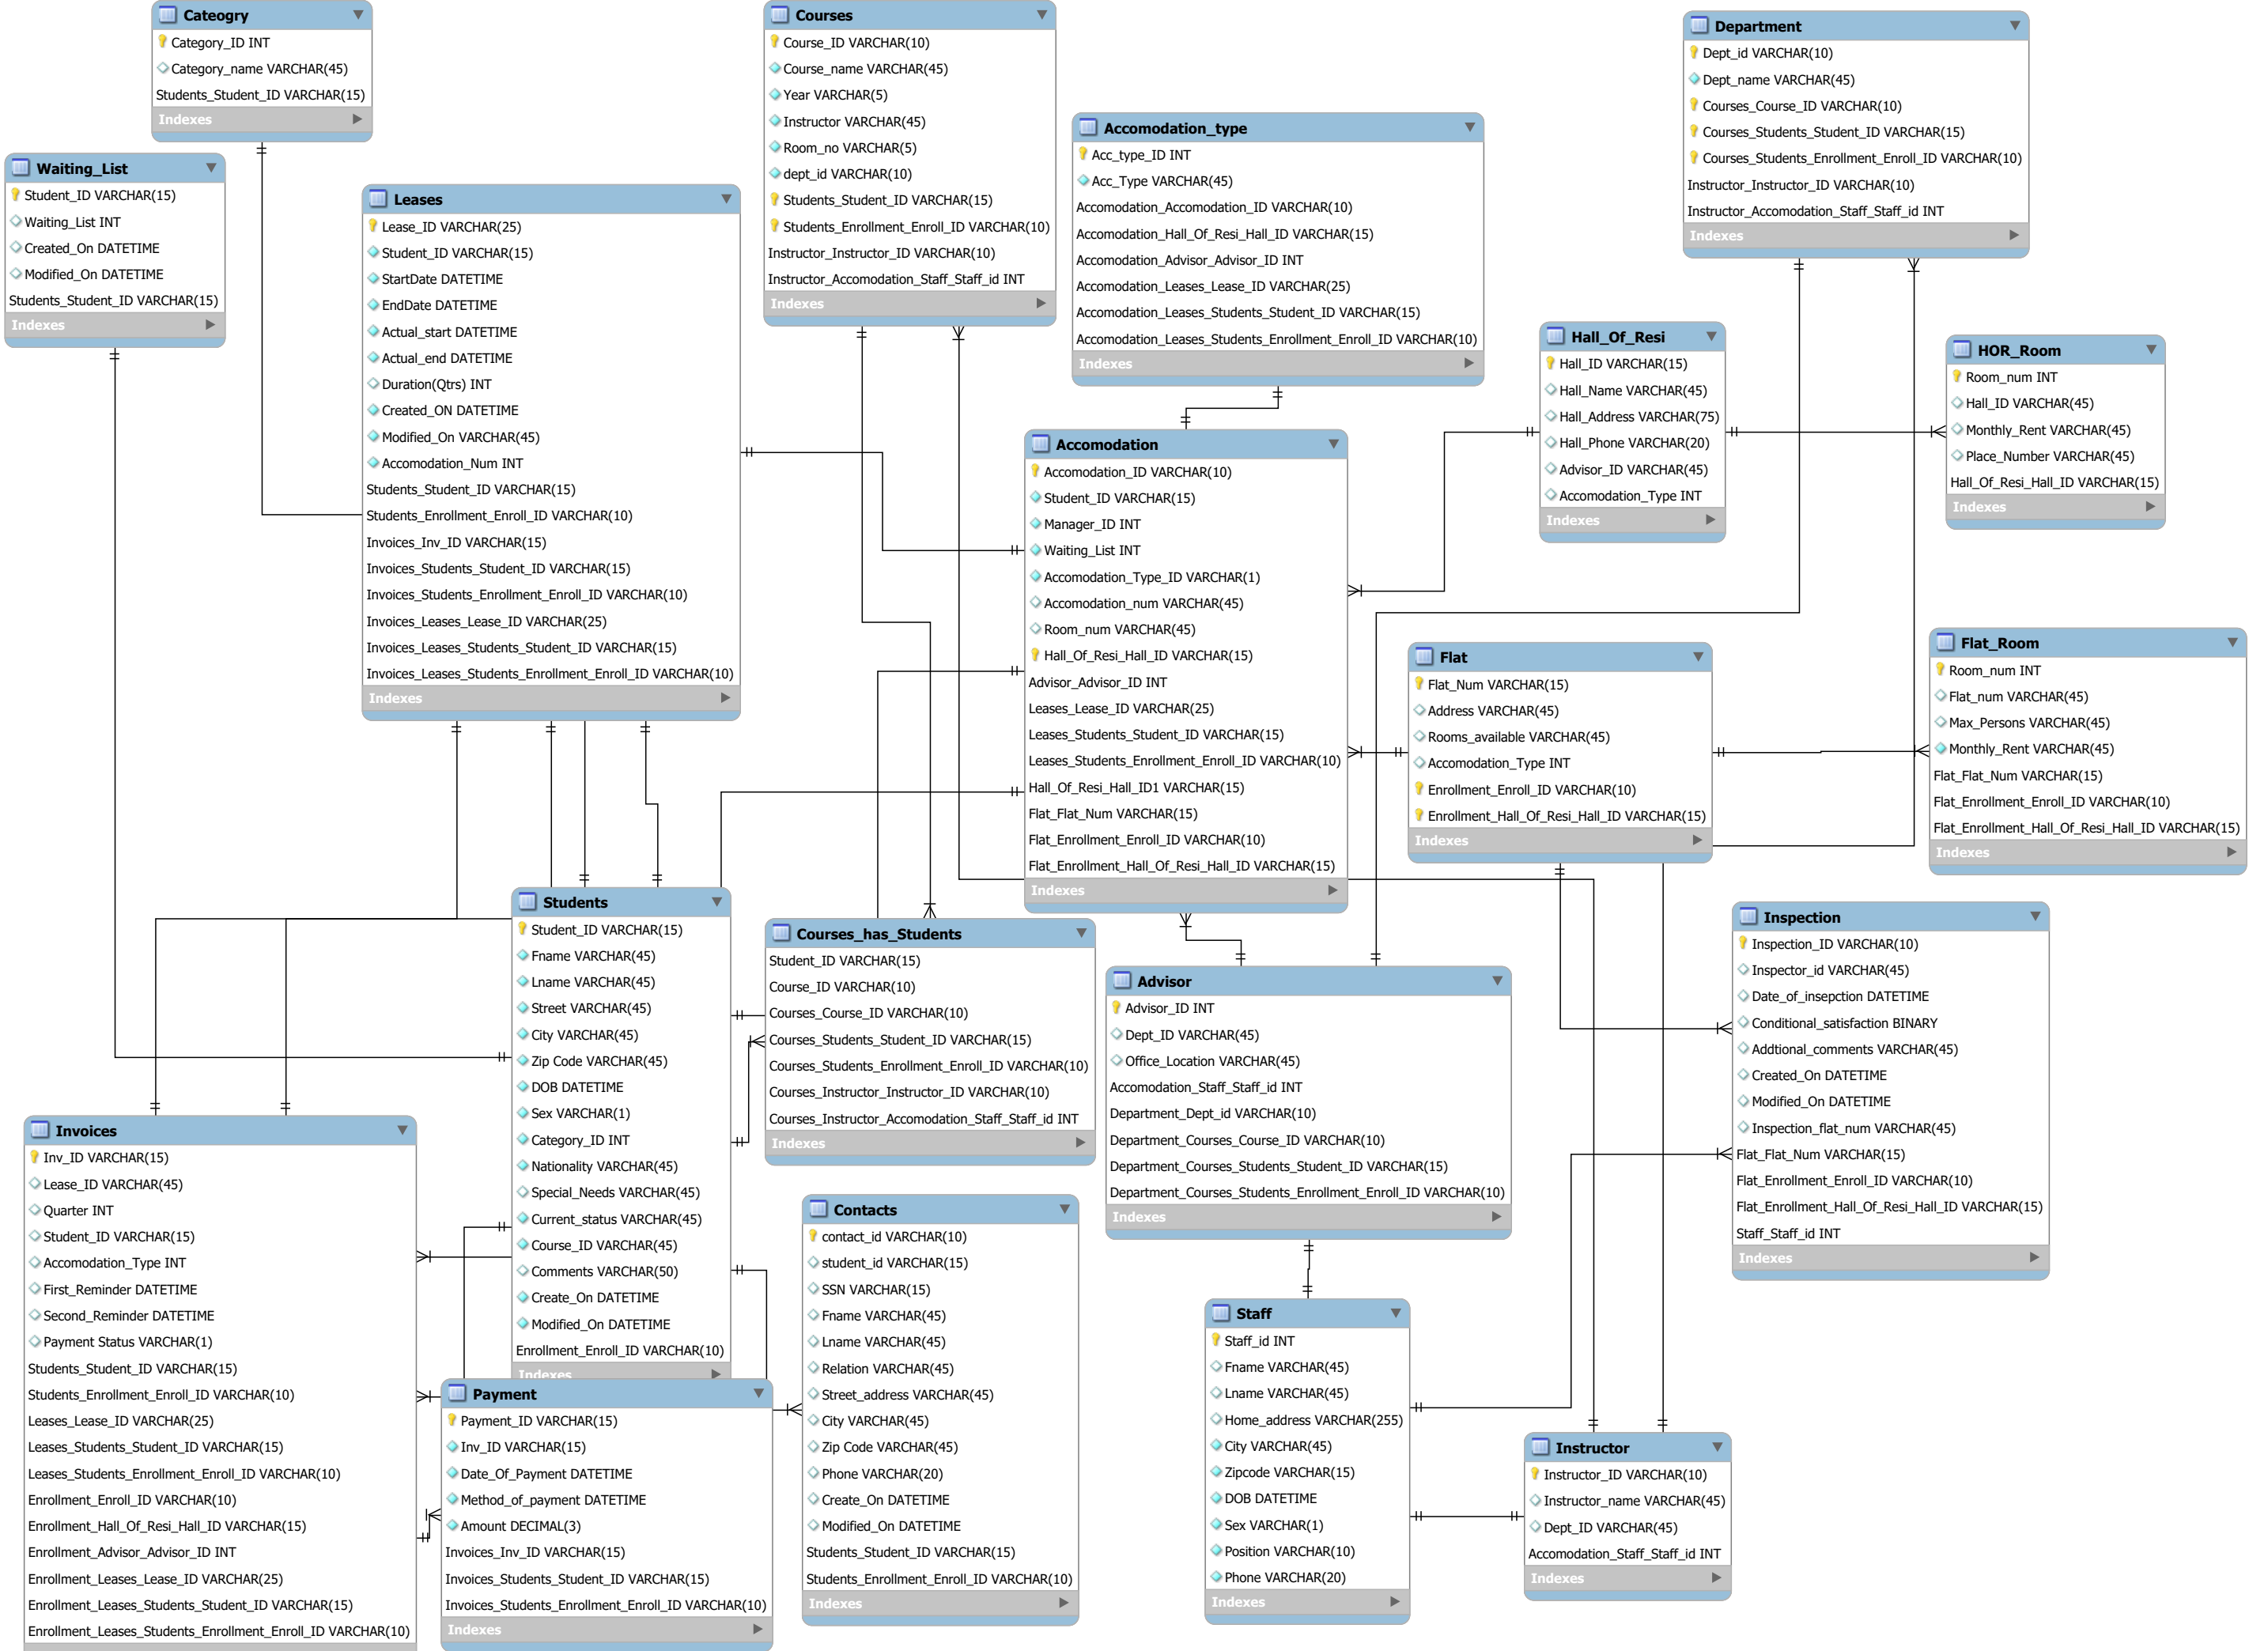 Cateogry
Category_ID INT
Category_name VARCHAR(45)
Students_Student_ID VARCHAR(15)
Indexes
Waiting_List
Student_ID VARCHAR(15)
Waiting_List INT
Created_On DATETIME
Modified_On DATETIME
Students_Student_ID VARCHAR(15)
Indexes
Leases
Lease_ID VARCHAR(25)
Student_ID VARCHAR(15)
StartDate DATETIME
EndDate DATETIME
Actual_start DATETIME
Actual_end DATETIME
Duration(Qtrs) INT
Created_ON DATETIME
Modified_On VARCHAR(45)
Accomodation_Num INT
Students_Student_ID VARCHAR(15)
Students_Enrollment_Enroll_ID VARCHAR(10)
Invoices_Inv_ID VARCHAR(15)
Invoices_Students_Student_ID VARCHAR(15)
Invoices_Students_Enrollment_Enroll_ID VARCHAR(10)
Invoices_Leases_Lease_ID VARCHAR(25)
Invoices_Leases_Students_Student_ID VARCHAR(15)
Invoices_Leases_Students_Enrollment_Enroll_ID VARCHAR(10)
Indexes
Courses
Course_ID VARCHAR(10)
Course_name VARCHAR(45)
Year VARCHAR(5)
Instructor VARCHAR(45)
Room_no VARCHAR(5)
dept_id VARCHAR(10)
Students_Student_ID VARCHAR(15)
Students_Enrollment_Enroll_ID VARCHAR(10)
Instructor_Instructor_ID VARCHAR(10)
Instructor_Accomodation_Staff_Staff_id INT
Indexes
Accomodation_type
Acc_type_ID INT
Acc_Type VARCHAR(45)
Accomodation_Accomodation_ID VARCHAR(10)
Accomodation_Hall_Of_Resi_Hall_ID VARCHAR(15)
Accomodation_Advisor_Advisor_ID INT
Accomodation_Leases_Lease_ID VARCHAR(25)
Accomodation_Leases_Students_Student_ID VARCHAR(15)
Accomodation_Leases_Students_Enrollment_Enroll_ID VARCHAR(10)
Indexes
Department
Dept_id VARCHAR(10)
Dept_name VARCHAR(45)
Courses_Course_ID VARCHAR(10)
Courses_Students_Student_ID VARCHAR(15)
Courses_Students_Enrollment_Enroll_ID VARCHAR(10)
Instructor_Instructor_ID VARCHAR(10)
Instructor_Accomodation_Staff_Staff_id INT
Indexes
Hall_Of_Resi
Hall_ID VARCHAR(15)
Hall_Name VARCHAR(45)
Hall_Address VARCHAR(75)
Hall_Phone VARCHAR(20)
Advisor_ID VARCHAR(45)
Accomodation_Type INT
Indexes
HOR_Room
Room_num INT
Hall_ID VARCHAR(45)
Monthly_Rent VARCHAR(45)
Place_Number VARCHAR(45)
Hall_Of_Resi_Hall_ID VARCHAR(15)
Indexes
Accomodation
Accomodation_ID VARCHAR(10)
Student_ID VARCHAR(15)
Manager_ID INT
Waiting_List INT
Accomodation_Type_ID VARCHAR(1)
Accomodation_num VARCHAR(45)
Room_num VARCHAR(45)
Hall_Of_Resi_Hall_ID VARCHAR(15)
Advisor_Advisor_ID INT
Leases_Lease_ID VARCHAR(25)
Leases_Students_Student_ID VARCHAR(15)
Leases_Students_Enrollment_Enroll_ID VARCHAR(10)
Hall_Of_Resi_Hall_ID1 VARCHAR(15)
Flat_Flat_Num VARCHAR(15)
Flat_Enrollment_Enroll_ID VARCHAR(10)
Flat_Enrollment_Hall_Of_Resi_Hall_ID VARCHAR(15)
Indexes
Flat
Flat_Num VARCHAR(15)
Address VARCHAR(45)
Rooms_available VARCHAR(45)
Accomodation_Type INT
Enrollment_Enroll_ID VARCHAR(10)
Enrollment_Hall_Of_Resi_Hall_ID VARCHAR(15)
Indexes
Flat_Room
Room_num INT
Flat_num VARCHAR(45)
Max_Persons VARCHAR(45)
Monthly_Rent VARCHAR(45)
Flat_Flat_Num VARCHAR(15)
Flat_Enrollment_Enroll_ID VARCHAR(10)
Flat_Enrollment_Hall_Of_Resi_Hall_ID VARCHAR(15)
Indexes
Students
Student_ID VARCHAR(15)
Fname VARCHAR(45)
Lname VARCHAR(45)
Street VARCHAR(45)
City VARCHAR(45)
Zip Code VARCHAR(45)
DOB DATETIME
Sex VARCHAR(1)
Category_ID INT
Nationality VARCHAR(45)
Special_Needs VARCHAR(45)
Current_status VARCHAR(45)
Course_ID VARCHAR(45)
Comments VARCHAR(50)
Create_On DATETIME
Modified_On DATETIME
Enrollment_Enroll_ID VARCHAR(10)
Indexes
Courses_has_Students
Student_ID VARCHAR(15)
Course_ID VARCHAR(10)
Courses_Course_ID VARCHAR(10)
Courses_Students_Student_ID VARCHAR(15)
Courses_Students_Enrollment_Enroll_ID VARCHAR(10)
Courses_Instructor_Instructor_ID VARCHAR(10)
Courses_Instructor_Accomodation_Staff_Staff_id INT
Indexes
Advisor
Advisor_ID INT
Dept_ID VARCHAR(45)
Office_Location VARCHAR(45)
Accomodation_Staff_Staff_id INT
Department_Dept_id VARCHAR(10)
Department_Courses_Course_ID VARCHAR(10)
Department_Courses_Students_Student_ID VARCHAR(15)
Department_Courses_Students_Enrollment_Enroll_ID VARCHAR(10)
Indexes
Inspection
Inspection_ID VARCHAR(10)
Inspector_id VARCHAR(45)
Date_of_insepction DATETIME
Conditional_satisfaction BINARY
Addtional_comments VARCHAR(45)
Created_On DATETIME
Modified_On DATETIME
Inspection_flat_num VARCHAR(45)
Flat_Flat_Num VARCHAR(15)
Flat_Enrollment_Enroll_ID VARCHAR(10)
Flat_Enrollment_Hall_Of_Resi_Hall_ID VARCHAR(15)
Staff_Staff_id INT
Indexes
Invoices
Inv_ID VARCHAR(15)
Lease_ID VARCHAR(45)
Quarter INT
Student_ID VARCHAR(15)
Accomodation_Type INT
First_Reminder DATETIME
Second_Reminder DATETIME
Payment Status VARCHAR(1)
Students_Student_ID VARCHAR(15)
Students_Enrollment_Enroll_ID VARCHAR(10)
Leases_Lease_ID VARCHAR(25)
Leases_Students_Student_ID VARCHAR(15)
Leases_Students_Enrollment_Enroll_ID VARCHAR(10)
Enrollment_Enroll_ID VARCHAR(10)
Enrollment_Hall_Of_Resi_Hall_ID VARCHAR(15)
Enrollment_Advisor_Advisor_ID INT
Enrollment_Leases_Lease_ID VARCHAR(25)
Enrollment_Leases_Students_Student_ID VARCHAR(15)
Enrollment_Leases_Students_Enrollment_Enroll_ID VARCHAR(10)
Payment
Payment_ID VARCHAR(15)
Inv_ID VARCHAR(15)
Date_Of_Payment DATETIME
Method_of_payment DATETIME
Amount DECIMAL(3)
Invoices_Inv_ID VARCHAR(15)
Invoices_Students_Student_ID VARCHAR(15)
Invoices_Students_Enrollment_Enroll_ID VARCHAR(10)
Indexes
Contacts
contact_id VARCHAR(10)
student_id VARCHAR(15)
SSN VARCHAR(15)
Fname VARCHAR(45)
Lname VARCHAR(45)
Relation VARCHAR(45)
Street_address VARCHAR(45)
City VARCHAR(45)
Zip Code VARCHAR(45)
Phone VARCHAR(20)
Create_On DATETIME
Modified_On DATETIME
Students_Student_ID VARCHAR(15)
Students_Enrollment_Enroll_ID VARCHAR(10)
Indexes
Staff
Staff_id INT
Fname VARCHAR(45)
Lname VARCHAR(45)
Home_address VARCHAR(255)
City VARCHAR(45)
Zipcode VARCHAR(15)
DOB DATETIME
Sex VARCHAR(1)
Position VARCHAR(10)
Phone VARCHAR(20)
Indexes
Instructor
Instructor_ID VARCHAR(10)
Instructor_name VARCHAR(45)
Dept_ID VARCHAR(45)
Accomodation_Staff_Staff_id INT
Indexes